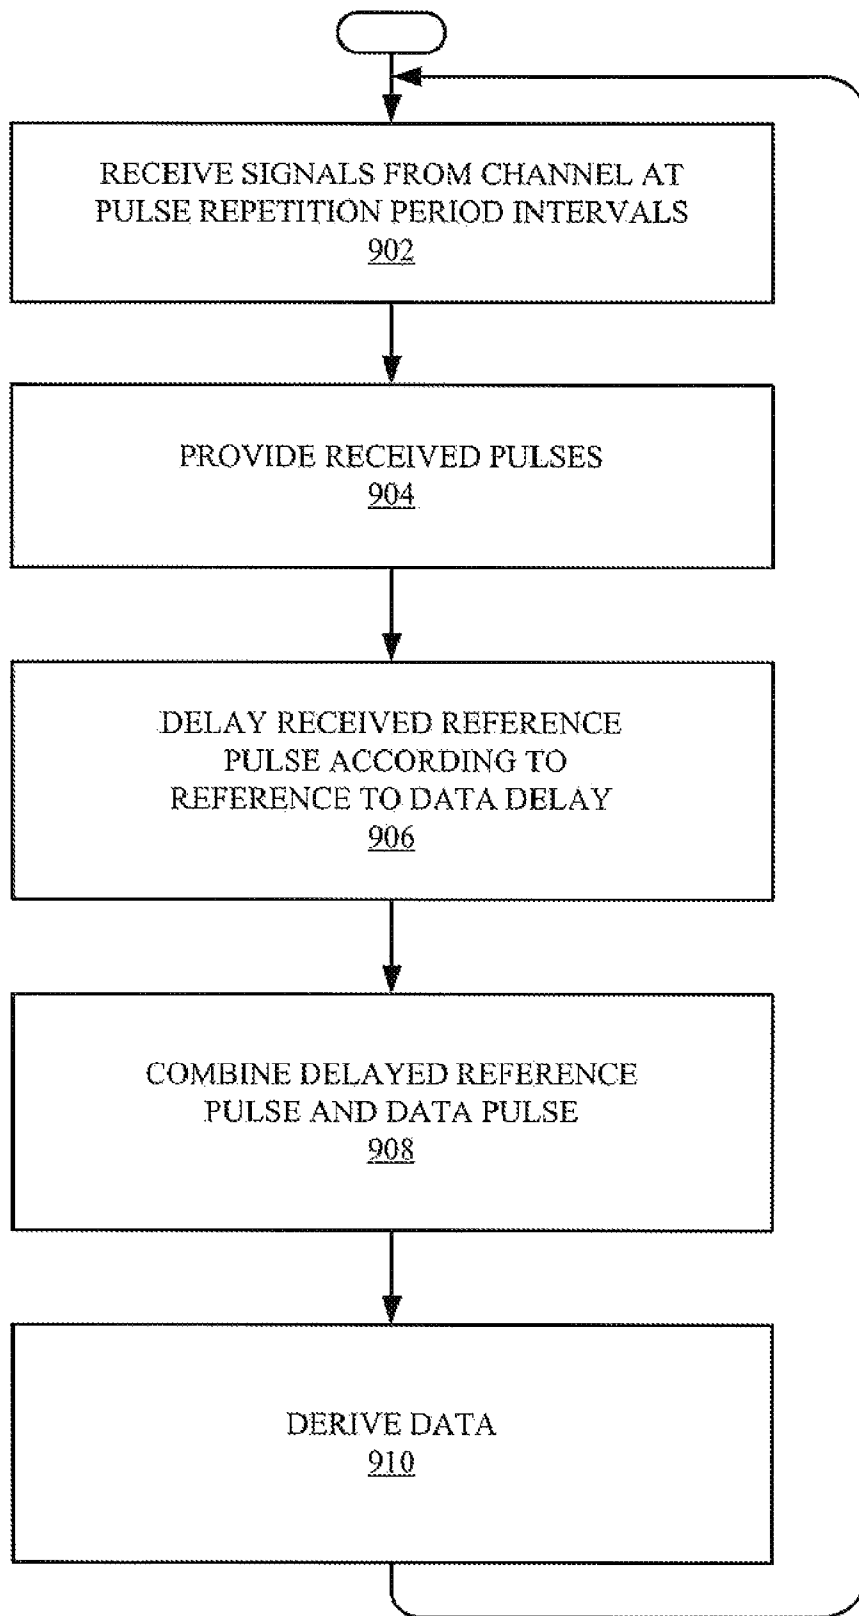 RECEIVE SIGNALS FROM CHANNEL AT
PULSE REPETITION PERIOD INTERVALS
902
PROVIDE RECEIVED PULSES
904
DELAY RECEIVED REFERENCE
PULSE ACCORDING TO
REFERENCE TO DATA DELAY
906
COMBINE DELAYED REFERENCE
PULSE AND DATA PULSE
908
DERIVE DATA
910